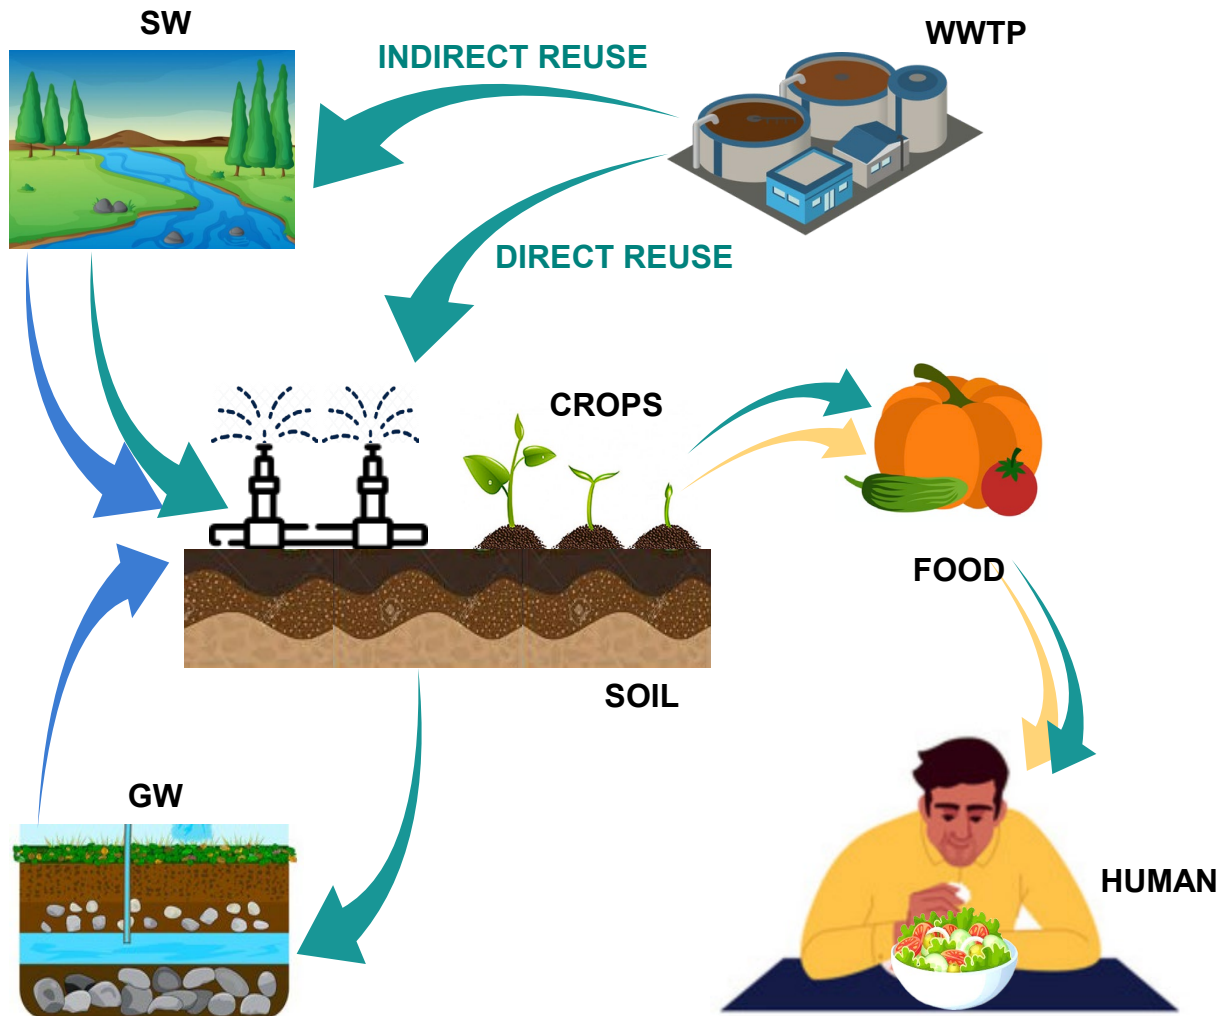 SW
WWTP
INDIRECT REUSE
DIRECT REUSE
CROPS
FOOD
SOIL
GW
HUMAN